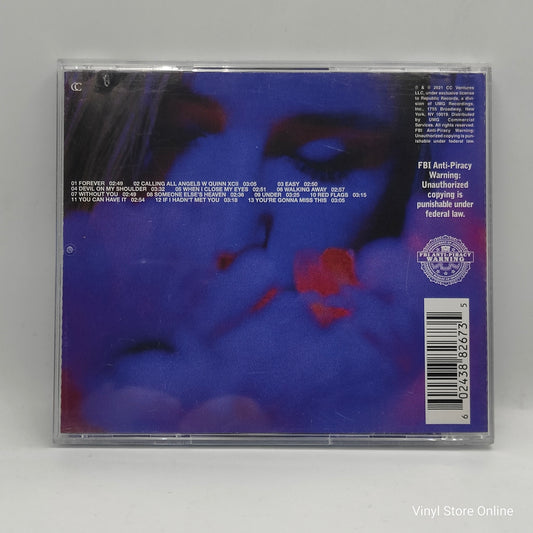 ℗ & © 2021 CC Ventures
LLC, under exclusive license
to Republic Records, a divi-
sion of UMG Recordings,
Inc., 1755 Broadway, New
York, NY 10019. Distributed
by UMG Commercial
Services. All rights reserved.
FBI Anti-Piracy Warning:
Unauthorized copying is pun-
ishable under federal law.
FBI Anti-Piracy
Warning:
Unauthorized
copying is
punishable under
federal law.
FBI ANTI-PIRACY
WARNING
01 FOREVER 02:49 02 CALLING ALL ANGELS W QUINN XCII 03:05 03 EASY 02:50
04 DEVIL ON MY SHOULDER 03:32 05 WHEN I CLOSE MY EYES 02:51 06 WALKING AWAY 02:57
07 WITHOUT YOU 02:49 08 SOMEONE ELSE'S HEAVEN 02:36 09 UNDER 03:25 10 RED FLAGS 03:15
11 YOU CAN HAVE IT 02:54 12 IF I HADN'T MET YOU 03:18 13 YOU'RE GONNA MISS THIS 03:05
6 02438 82673 5
Vinyl Store Online